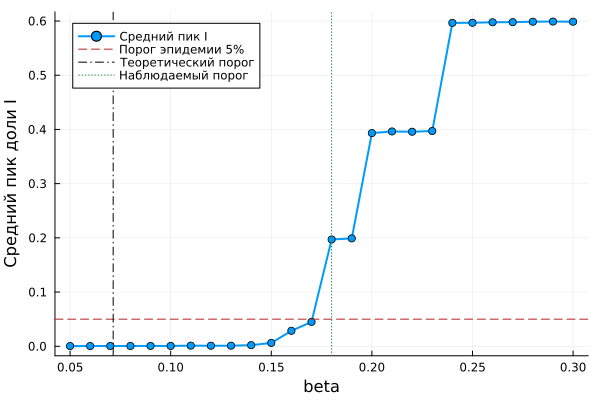 Средний пик I
Порог эпидемии 5%
Теоретический порог
Наблюдаемый порог
Средний пик доли I
0.6
0.5
0.4
0.3
0.2
0.1
0.0
0.05
0.10
0.15
0.20
0.25
0.30
beta